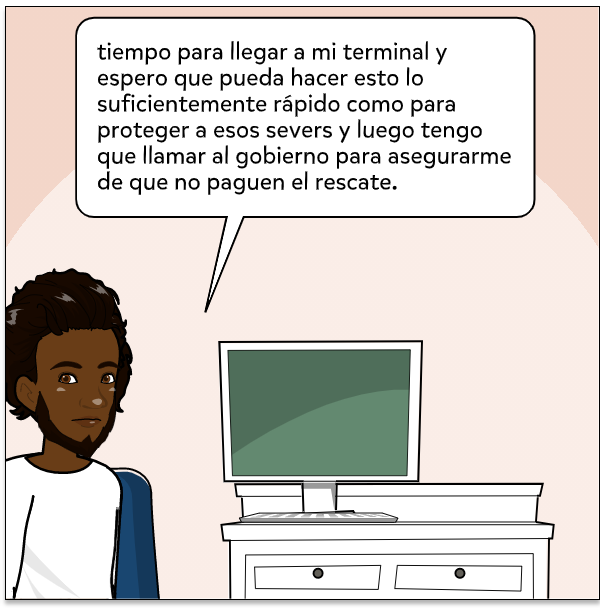 tiempo para llegar a mi terminal y
espero que pueda hacer esto lo
suficientemente rápido como para
proteger a esos severs y luego tengo
que llamar al gobierno para asegurarme
de que no paguen el rescate.